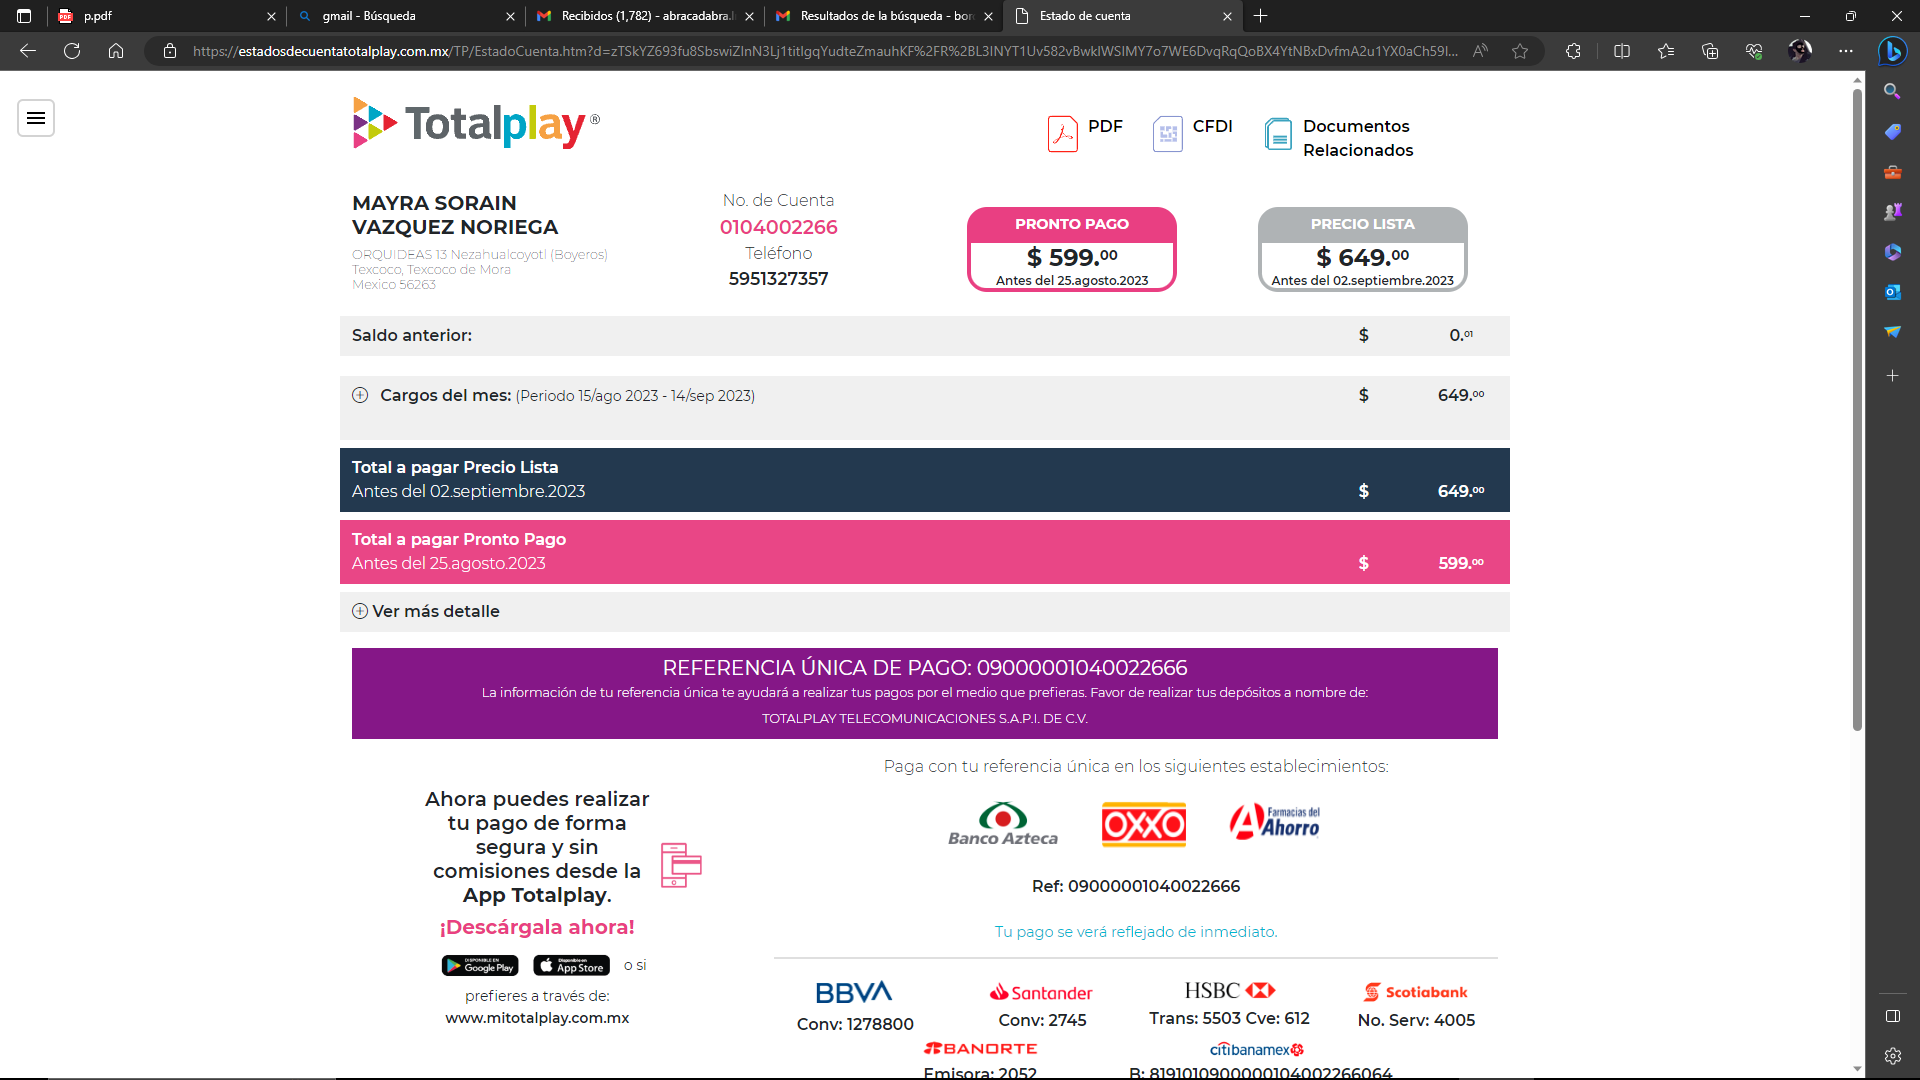 p.pdf
gmail - Búsqueda
Recibidos (1,782) - abracadabra.l
Resultados de la búsqueda - bor
Estado de cuenta
https://estadosdecuentatotalplay.com.mx/TP/EstadoCuenta.htm?d=zTSkYZ693fu8SbswiZlnN3Lj1titlgqYudteZmauhKF%2FR%2BL3INYT1Uv582vBwkIWSIMY7o7WE6DvqRqQoBX4YtNBxDvfmA2u1YX0aCh59l...
Totalplay®
PDF
CFDI
Documentos
Relacionados
MAYRA SORAIN
VAZQUEZ NORIEGA
ORQUIDEAS 13 Nezahualcoyotl (Boyeros)
Texcoco, Texcoco de Mora
Mexico 56263
No. de Cuenta
0104002266
Teléfono
5951327357
PRONTO PAGO
$ 599.00
Antes del 25.agosto.2023
PRECIO LISTA
$ 649.00
Antes del 02.septiembre.2023
Saldo anterior: $ 0.01
Cargos del mes: (Periodo 15/ago 2023 - 14/sep 2023) $ 649.00
Total a pagar Precio Lista
Antes del 02.septiembre.2023 $ 649.00
Total a pagar Pronto Pago
Antes del 25.agosto.2023 $ 599.00
Ver más detalle
REFERENCIA ÚNICA DE PAGO: 09000001040022666
La información de tu referencia única te ayudará a realizar tus pagos por el medio que prefieras. Favor de realizar tus depósitos a nombre de:
TOTALPLAY TELECOMUNICACIONES S.A.P.I. DE C.V.
Ahora puedes realizar
tu pago de forma
segura y sin
comisiones desde la
App Totalplay.
¡Descárgala ahora!
DISPONIBLE EN
Google Play
Disponible en
App Store
o si
prefieres a través de:
www.mitotalplay.com.mx
Paga con tu referencia única en los siguientes establecimientos:
Banco Azteca
OXXO
Farmacias del
Ahorro
Ref: 09000001040022666
Tu pago se verá reflejado de inmediato.
BBVA
Conv: 1278800
Santander
Conv: 2745
HSBC
Trans: 5503 Cve: 612
Scotiabank
No. Serv: 4005
BANORTE
Emisora: 2052
citibanamex
B: 8191010900000104002266064